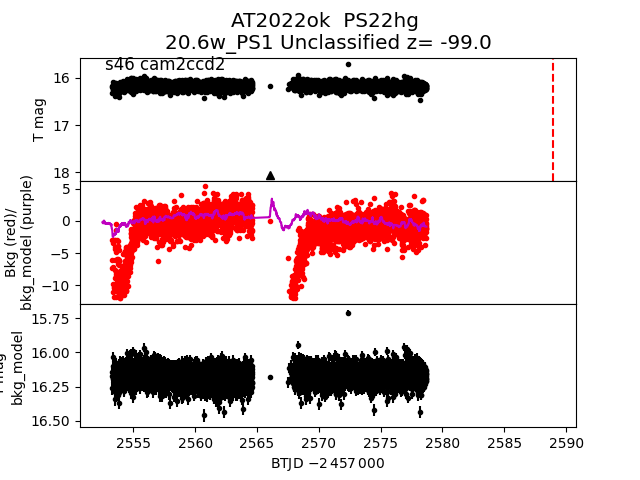 AT2022ok PS22hg
20.6w_PS1 Unclassified z= -99.0
s46 cam2ccd2
T mag
16
17
18
Bkg (red)/
bkg_model (purple)
5
0
−5
−10
bkg_model
15.75
16.00
16.25
16.50
2555 2560 2565 2570 2575 2580 2585 2590
BTJD −2 457 000